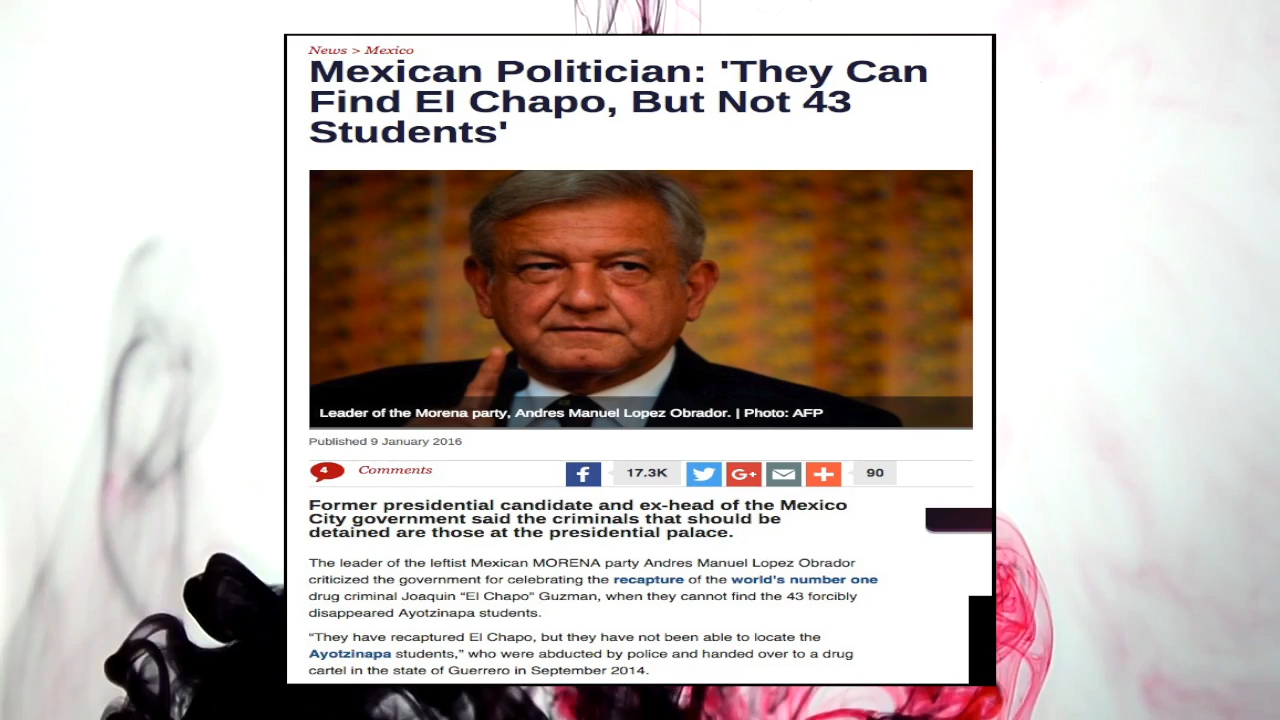 News > Mexico
Mexican Politician: 'They Can
Find El Chapo, But Not 43
Students'
Leader of the Morena party, Andres Manuel Lopez Obrador. | Photo: AFP
Published 9 January 2016
4 Comments f 17.3K G+ 90
Former presidential candidate and ex-head of the Mexico
City government said the criminals that should be
detained are those at the presidential palace.
The leader of the leftist Mexican MORENA party Andres Manuel Lopez Obrador
criticized the government for celebrating the recapture of the world's number one
drug criminal Joaquin “El Chapo” Guzman, when they cannot find the 43 forcibly
disappeared Ayotzinapa students.
“They have recaptured El Chapo, but they have not been able to locate the
Ayotzinapa students,” who were abducted by police and handed over to a drug
cartel in the state of Guerrero in September 2014.